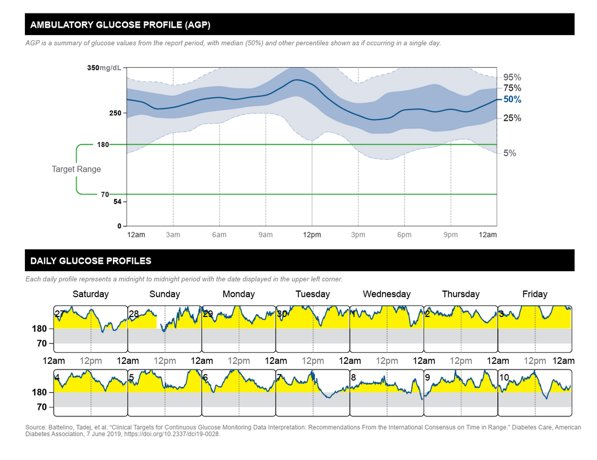 AMBULATORY GLUCOSE PROFILE (AGP)
AGP is a summary of glucose values from the report period, with median (50%) and other percentiles shown as if occurring in a single day.
350 mg/dL
95%
75%
50%
250
25%
180
5%
Target Range
70
54
0
12am 3am 6am 9am 12pm 3pm 6pm 9pm 12am
DAILY GLUCOSE PROFILES
Each daily profile represents a midnight to midnight period with the date displayed in the upper left corner.
Saturday Sunday Monday Tuesday Wednesday Thursday Friday
27 28 29 30 1 2 3
180
70
12am 12pm 12am 12pm 12am 12pm 12am 12pm 12am 12pm 12am 12pm 12am 12pm 12am
4 5 6 7 8 9 10
180
70
Source: Battelino, Tadej, et al. "Clinical Targets for Continuous Glucose Monitoring Data Interpretation: Recommendations From the International Consensus on Time in Range." Diabetes Care, American
Diabetes Association, 7 June 2019, https://doi.org/10.2337/dci19-0028.